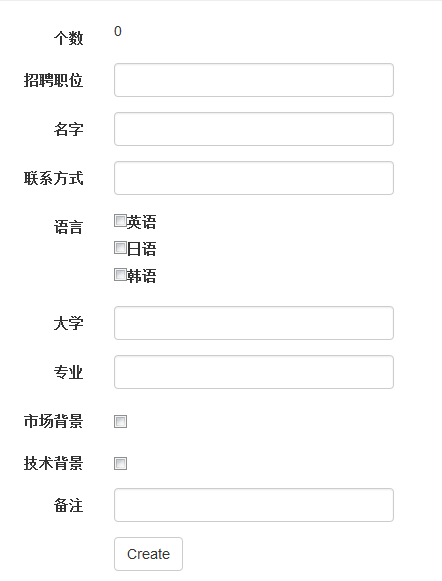 个数 0
招聘职位
名字
联系方式
语言 英语
日语
韩语
大学
专业
市场背景
技术背景
备注
Create